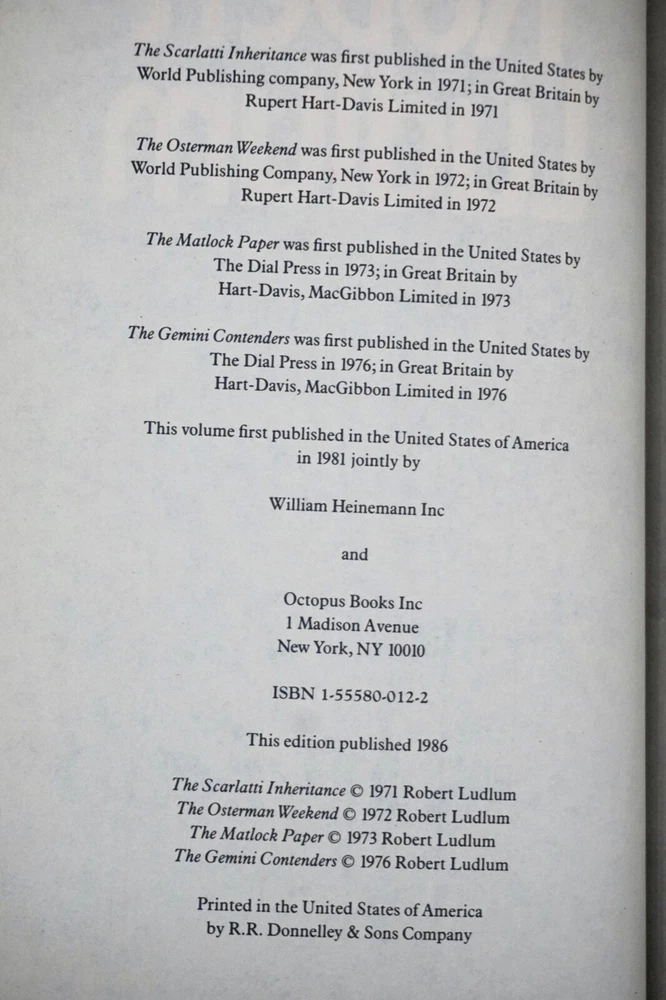 The Scarlatti Inheritance was first published in the United States by
World Publishing company, New York in 1971; in Great Britain by
Rupert Hart-Davis Limited in 1971
The Osterman Weekend was first published in the United States by
World Publishing Company, New York in 1972; in Great Britain by
Rupert Hart-Davis Limited in 1972
The Matlock Paper was first published in the United States by
The Dial Press in 1973; in Great Britain by
Hart-Davis, MacGibbon Limited in 1973
The Gemini Contenders was first published in the United States by
The Dial Press in 1976; in Great Britain by
Hart-Davis, MacGibbon Limited in 1976
This volume first published in the United States of America
in 1981 jointly by
William Heinemann Inc
and
Octopus Books Inc
1 Madison Avenue
New York, NY 10010
ISBN 1-55580-012-2
This edition published 1986
The Scarlatti Inheritance © 1971 Robert Ludlum
The Osterman Weekend © 1972 Robert Ludlum
The Matlock Paper © 1973 Robert Ludlum
The Gemini Contenders © 1976 Robert Ludlum
Printed in the United States of America
by R.R. Donnelley & Sons Company